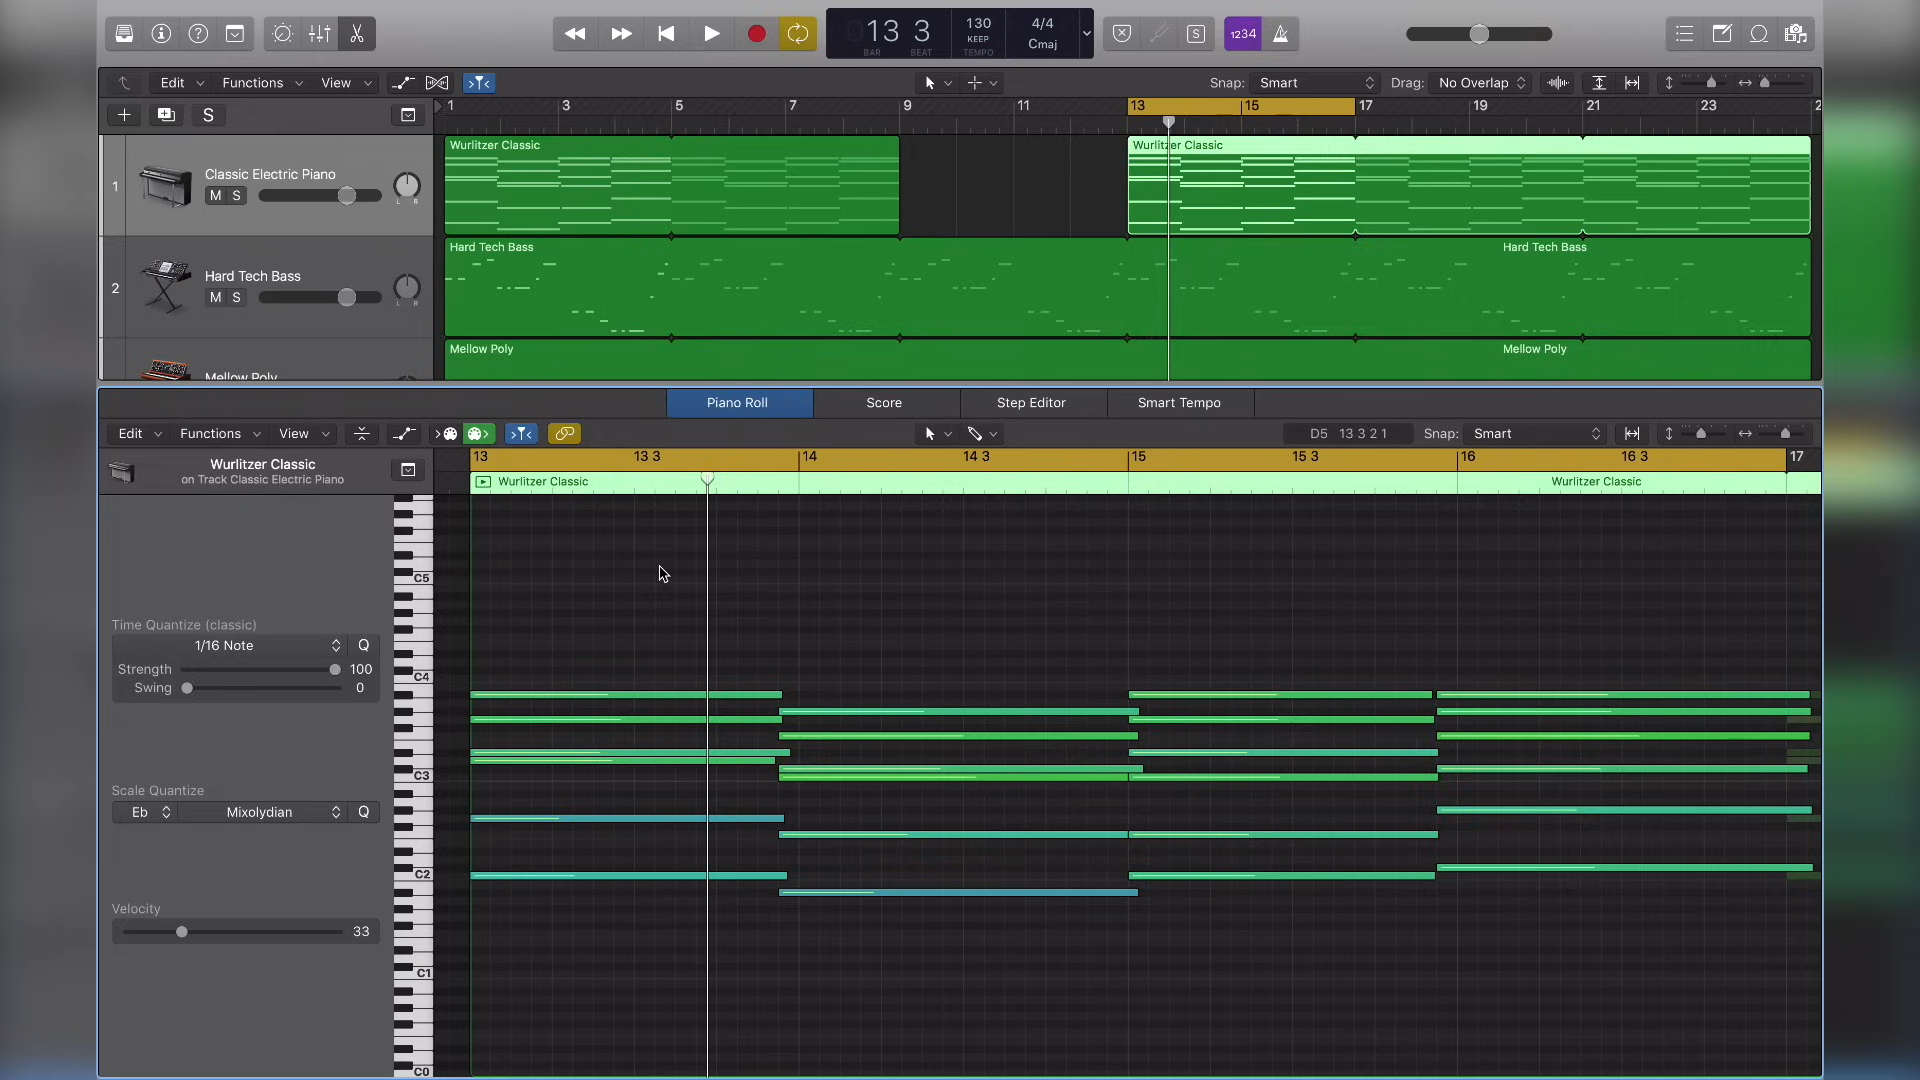 13 3
BAR BEAT
130
KEEP
TEMPO
4/4
Cmaj
S
1234
Edit Functions View
Snap: Smart
Drag: No Overlap
S
1 3 5 7 9 11 13 15 17 19 21 23 2
1
Classic Electric Piano
M S
L R
Wurlitzer Classic
Wurlitzer Classic
2
Hard Tech Bass
M S
L R
Hard Tech Bass
Hard Tech Bass
Mellow Poly
Mellow Poly
Mellow Poly
Piano Roll Score Step Editor Smart Tempo
Edit Functions View
D5 13 3 2 1
Snap: Smart
Wurlitzer Classic
on Track Classic Electric Piano
13 13 3 14 14 3 15 15 3 16 16 3 17
Wurlitzer Classic
Wurlitzer Classic
Time Quantize (classic)
1/16 Note Q
Strength 100
Swing 0
Scale Quantize
Eb Mixolydian Q
Velocity
33
C5
C4
C3
C2
C1
C0